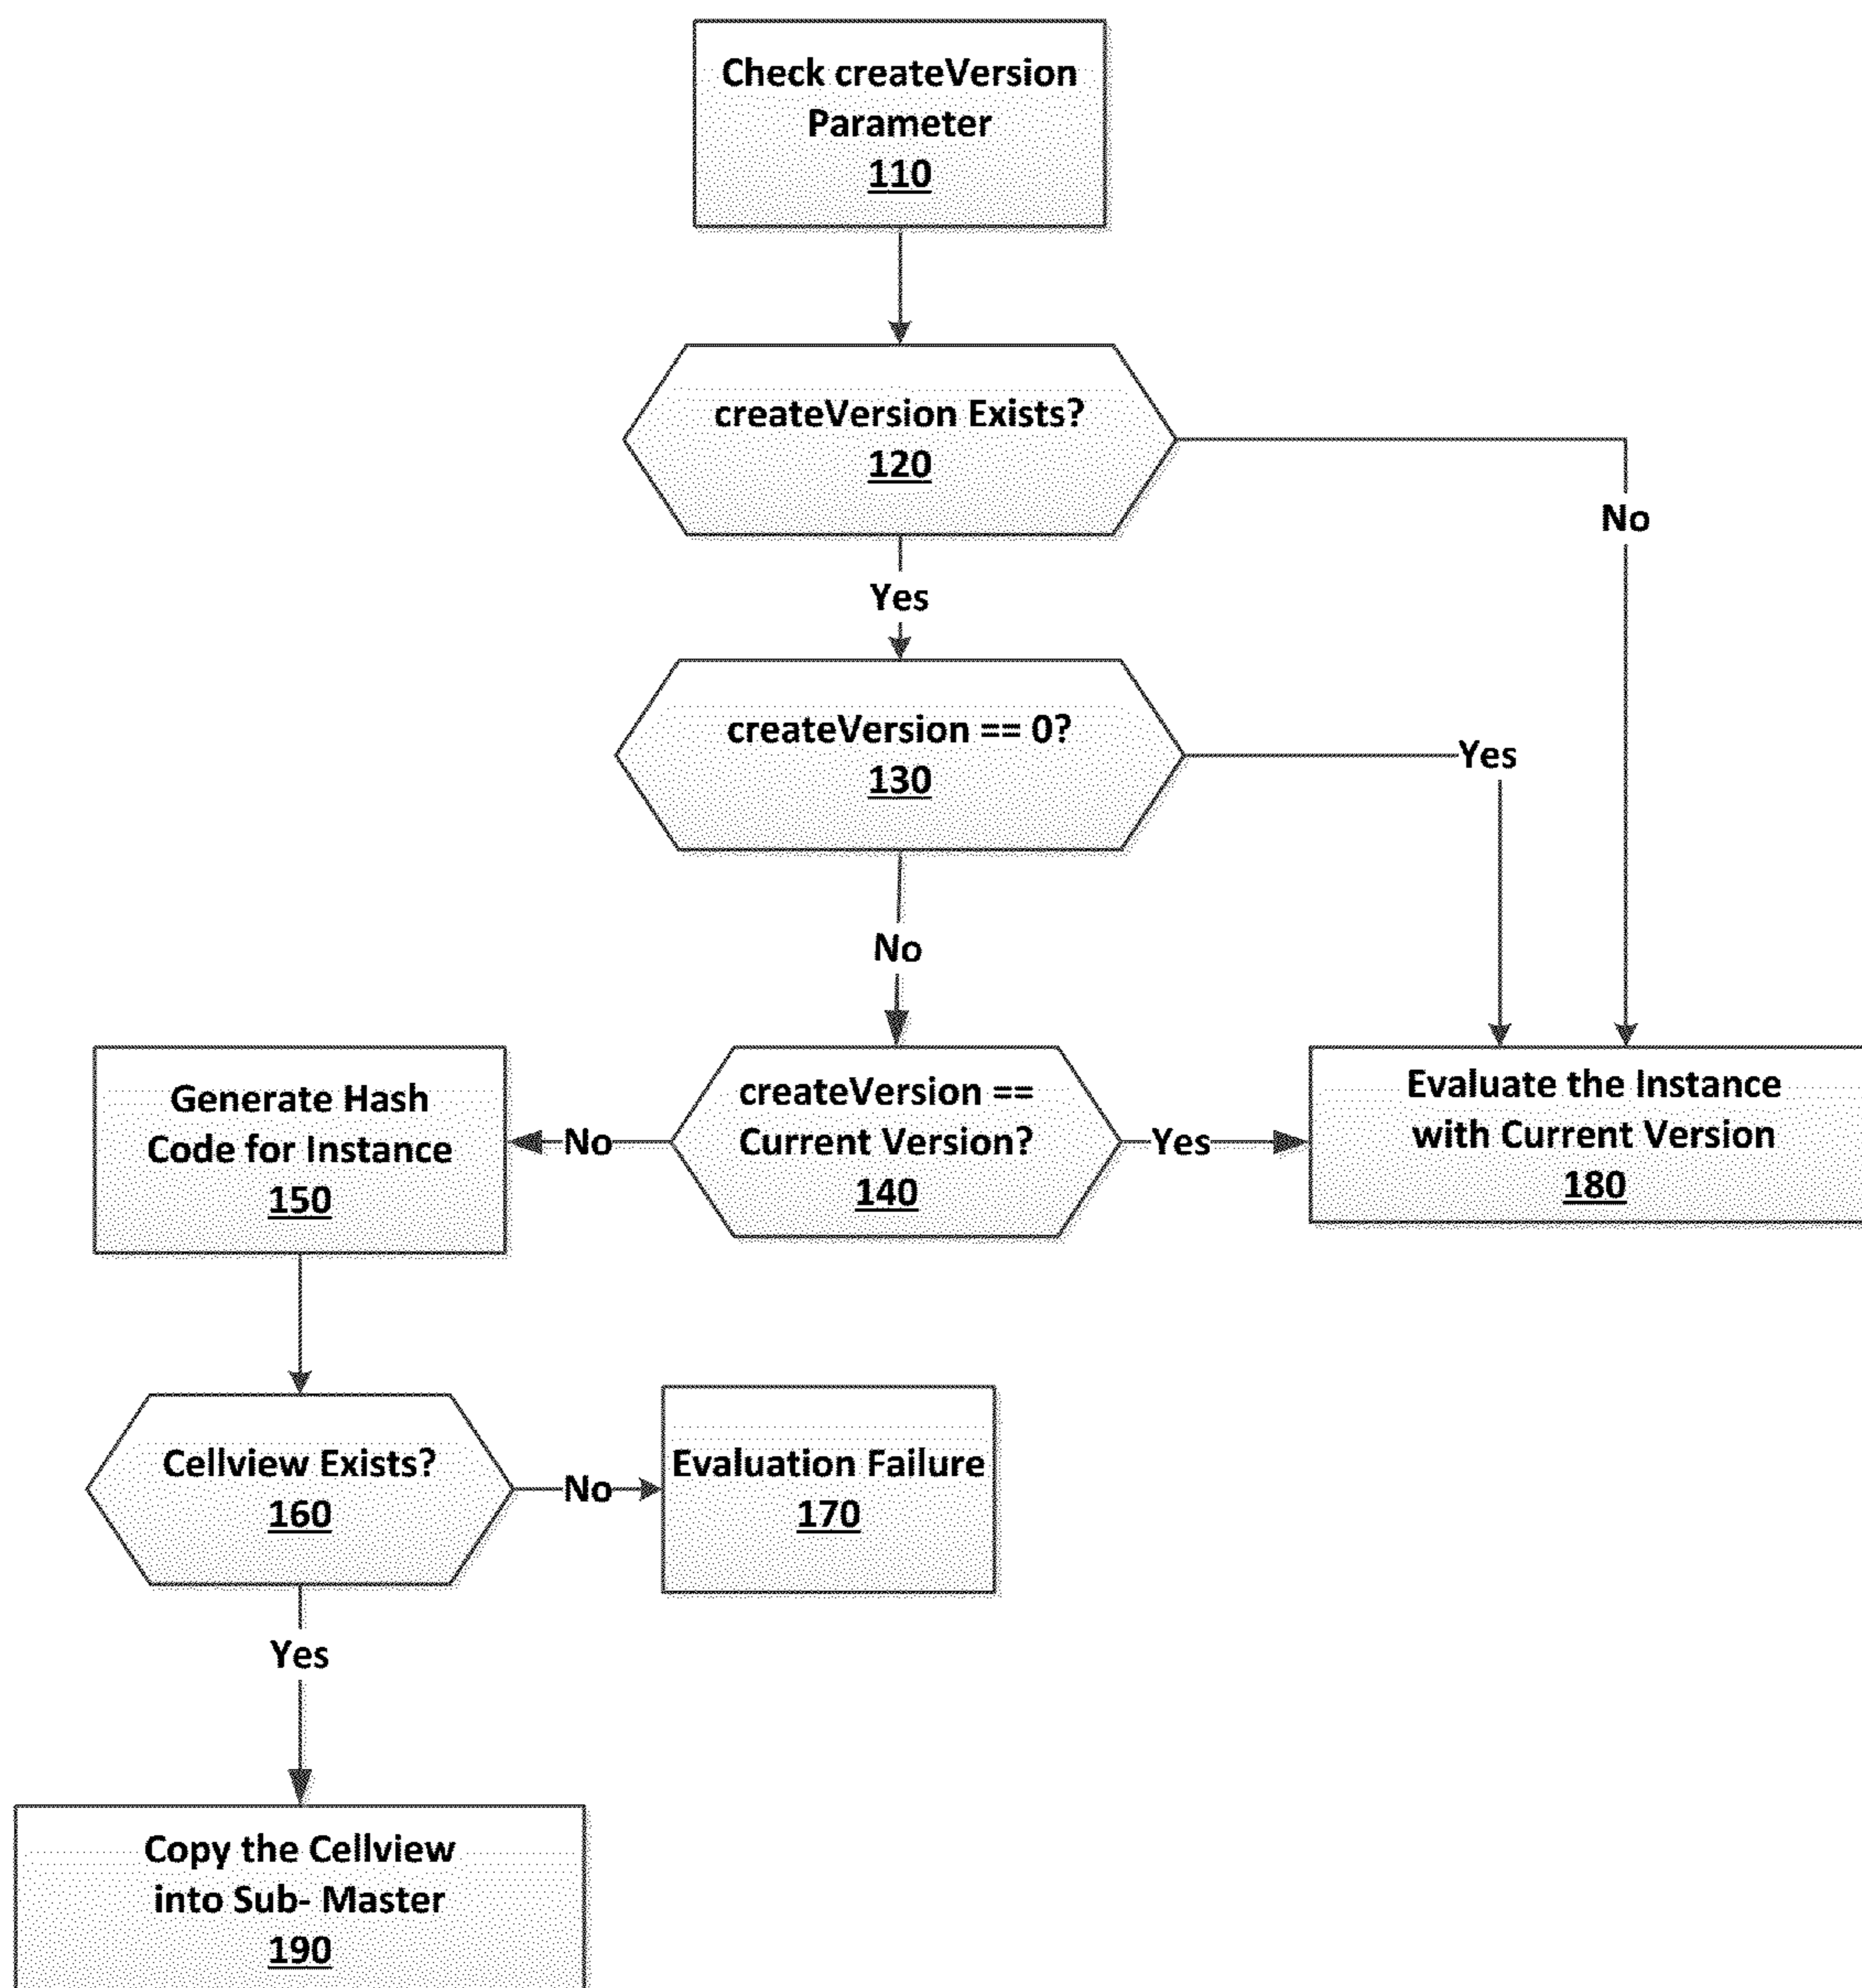 Check createVersion
Parameter
110
createVersion Exists?
120
No
Yes
createVersion == 0?
130
Yes
No
Generate Hash
Code for Instance
150
No
createVersion ==
Current Version?
140
Yes
Evaluate the Instance
with Current Version
180
Cellview Exists?
160
No
Evaluation Failure
170
Yes
Copy the Cellview
into Sub- Master
190